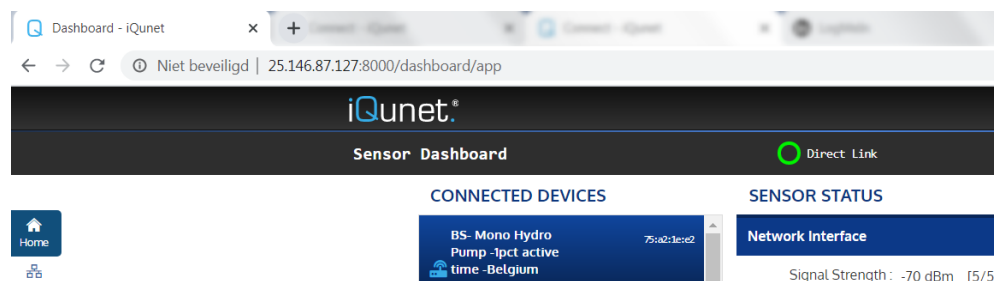 Dashboard - iQunet
Niet beveiligd | 25.146.87.127:8000/dashboard/app
iQunet.®
Sensor Dashboard
Direct Link
CONNECTED DEVICES
SENSOR STATUS
Home
BS- Mono Hydro
Pump -1pct active
time -Belgium
75:a2:1e:e2
Network Interface
Signal Strength : -70 dBm [5/5